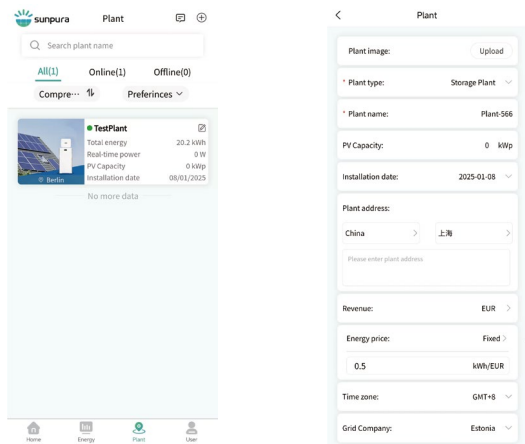 sunpura
Plant
Search plant name
All(1)
Online(1)
Offline(0)
Compre···
Preferinces
TestPlant
Total energy 20.2 kWh
Real-time power 0 W
PV Capacity 0 kWp
Installation date 08/01/2025
Berlin
No more data
Home
Energy
Plant
User
Plant
Plant image: Upload
* Plant type: Storage Plant
* Plant name: Plant-566
PV Capacity: 0 kWp
Installation date: 2025-01-08
Plant address:
China
上海
Please enter plant address
Revenue: EUR
Energy price: Fixed
0.5 kWh/EUR
Time zone: GMT+8
Grid Company: Estonia